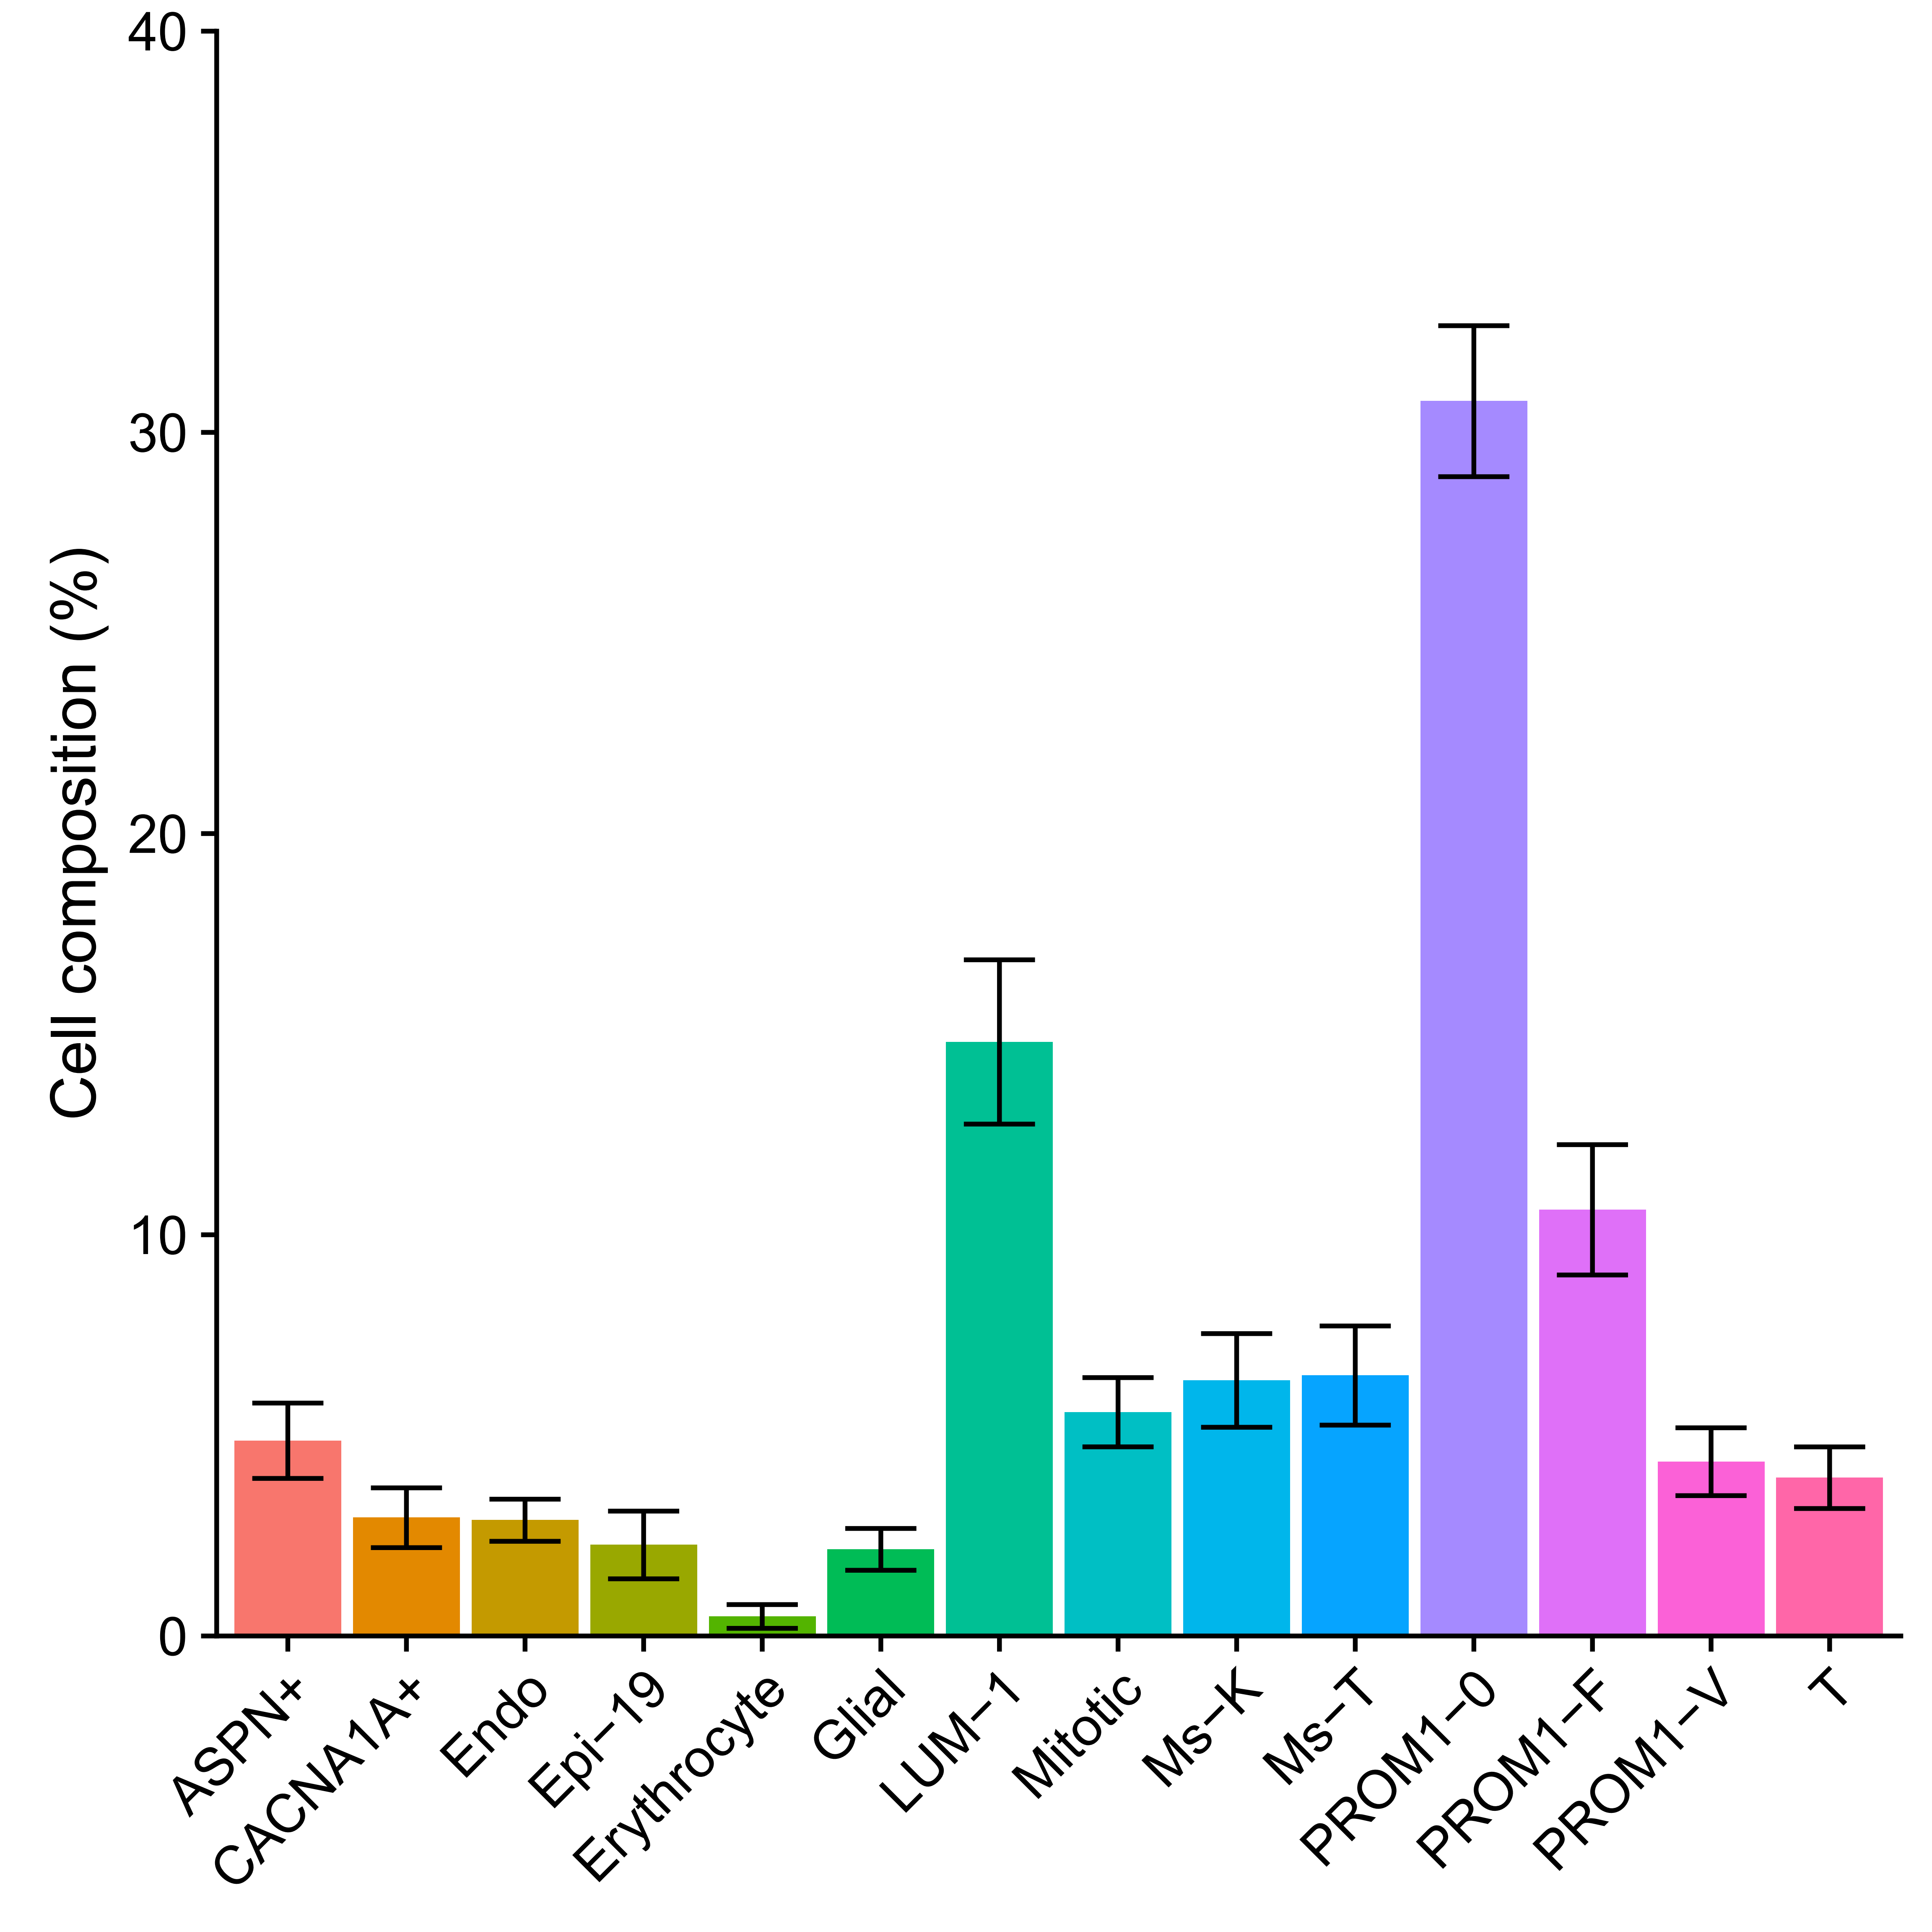 Cell composition (%)
40
30
20
10
0
ASPN+
CACNA1A+
Endo
Epi−19
Erythrocyte
Glial
LUM−1
Mitotic
Ms−K
Ms−T
PROM1−0
PROM1−F
PROM1−V
T